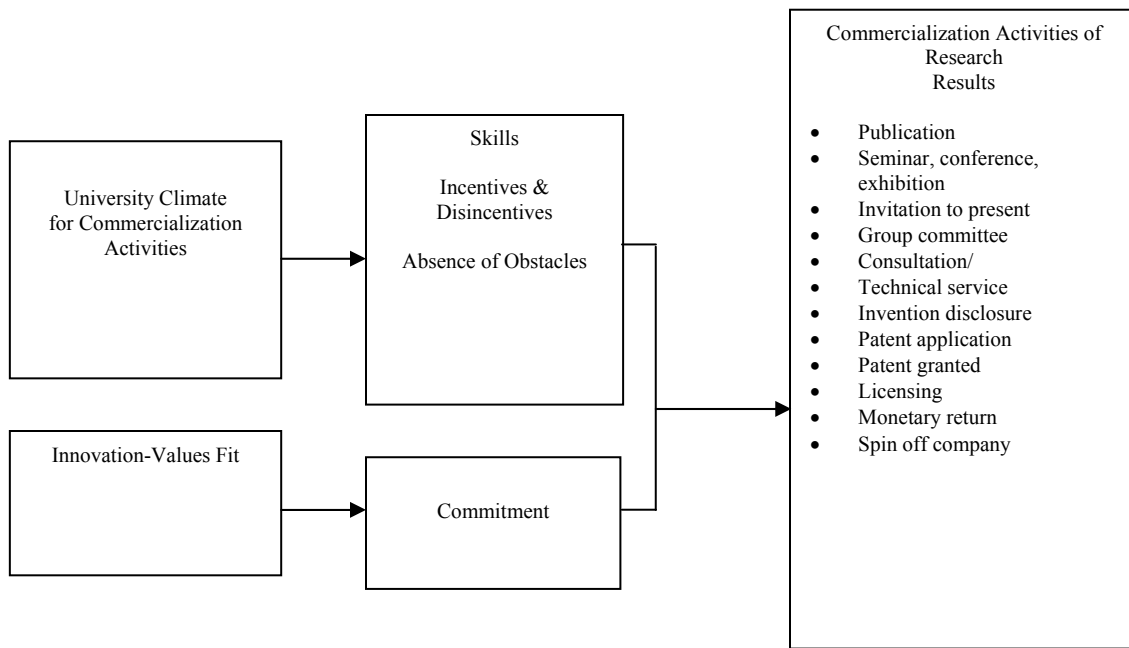 University Climate
for Commercialization
Activities
Innovation-Values Fit
Skills
Incentives &
Disincentives
Absence of Obstacles
Commitment
Commercialization Activities of
Research
Results
• Publication
• Seminar, conference,
exhibition
• Invitation to present
• Group committee
• Consultation/
• Technical service
• Invention disclosure
• Patent application
• Patent granted
• Licensing
• Monetary return
• Spin off company